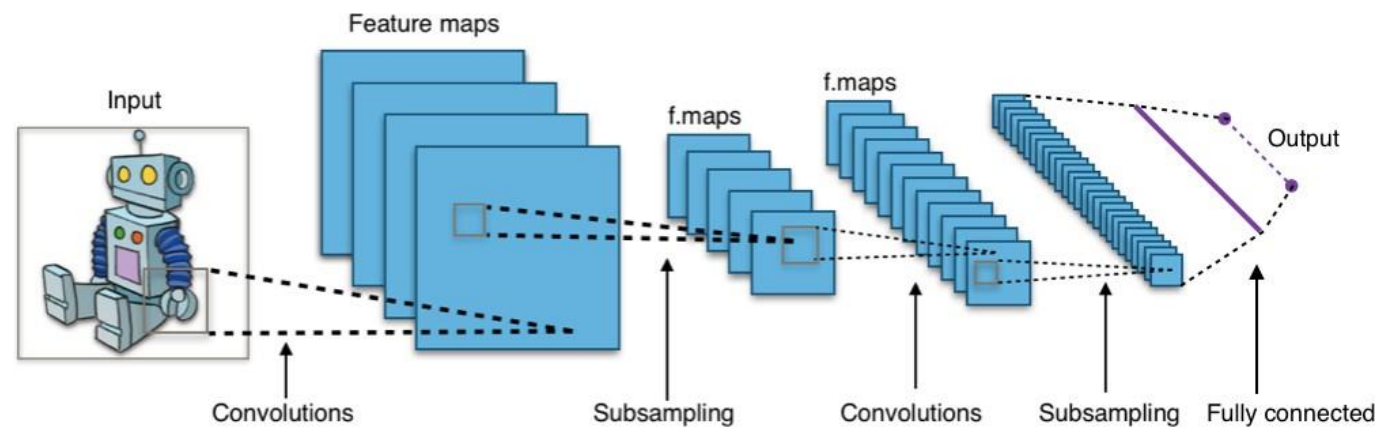 Feature maps
Input
f.maps
f.maps
Output
Convolutions
Subsampling
Convolutions
Subsampling
Fully connected